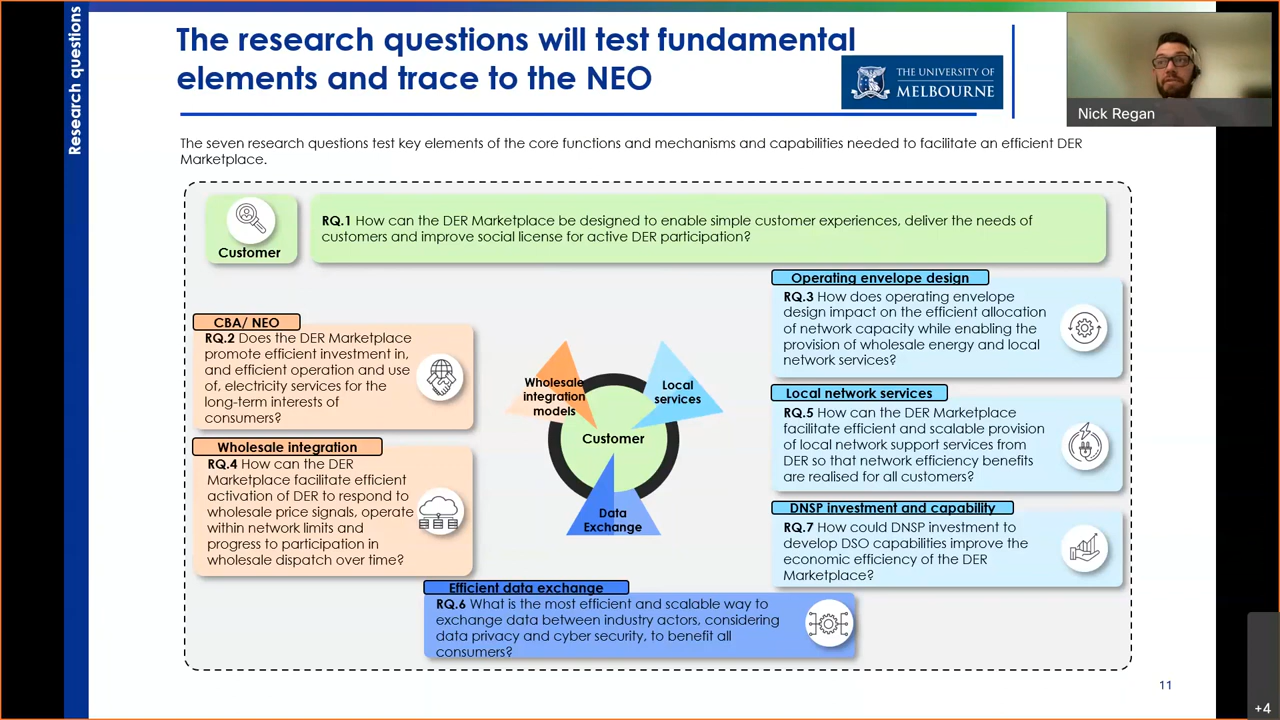 Research questions
The research questions will test fundamental
elements and trace to the NEO
THE UNIVERSITY OF
MELBOURNE
Nick Regan
The seven research questions test key elements of the core functions and mechanisms and capabilities needed to facilitate an efficient DER
Marketplace.
Customer
RQ.1 How can the DER Marketplace be designed to enable simple customer experiences, deliver the needs of
customers and improve social license for active DER participation?
CBA/ NEO
RQ.2 Does the DER Marketplace
promote efficient investment in,
and efficient operation and use
of, electricity services for the
long-term interests of
consumers?
Wholesale integration
RQ.4 How can the DER
Marketplace facilitate efficient
activation of DER to respond to
wholesale price signals, operate
within network limits and
progress to participation in
wholesale dispatch over time?
Wholesale
integration
models
Local
services
Customer
Data
Exchange
Operating envelope design
RQ.3 How does operating envelope
design impact on the efficient allocation
of network capacity while enabling the
provision of wholesale energy and local
network services?
Local network services
RQ.5 How can the DER Marketplace
facilitate efficient and scalable provision
of local network support services from
DER so that network efficiency benefits
are realised for all customers?
DNSP investment and capability
RQ.7 How could DNSP investment to
develop DSO capabilities improve the
economic efficiency of the DER
Marketplace?
Efficient data exchange
RQ.6 What is the most efficient and scalable way to
exchange data between industry actors, considering
data privacy and cyber security, to benefit all
consumers?
11
+4